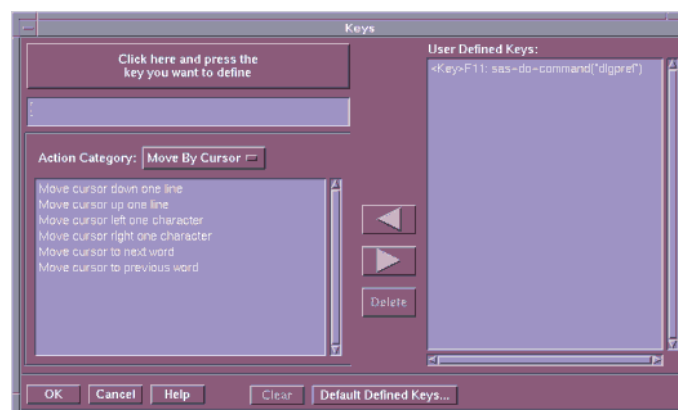 Keys
Click here and press the
key you want to define
Action Category: Move By Cursor
Move cursor down one line
Move cursor up one line
Move cursor left one character
Move cursor right one character
Move cursor to next word
Move cursor to previous word
Delete
User Defined Keys:
<Key>F11: sas-do-command("dlgpref")
OK Cancel Help Clear Default Defined Keys...